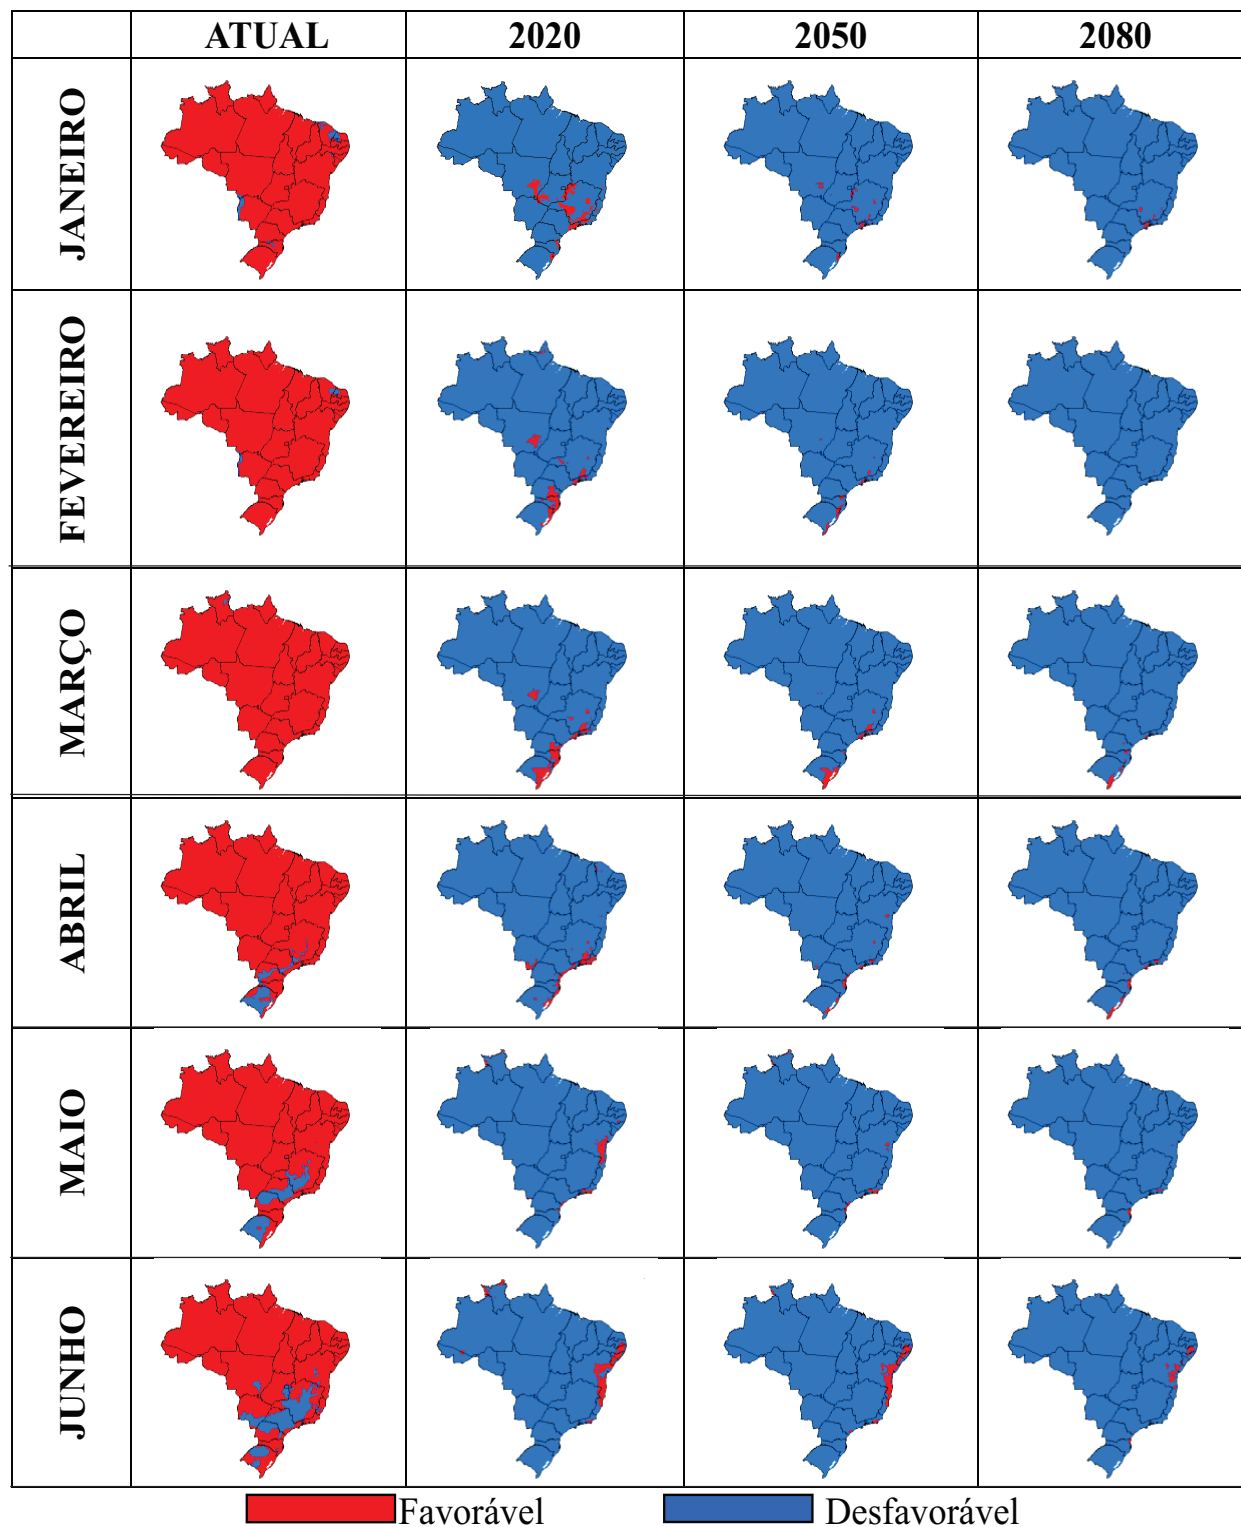 ATUAL 2020 2050 2080
JANEIRO
FEVEREIRO
MARÇO
ABRIL
MAIO
JUNHO
Favorável Desfavorável